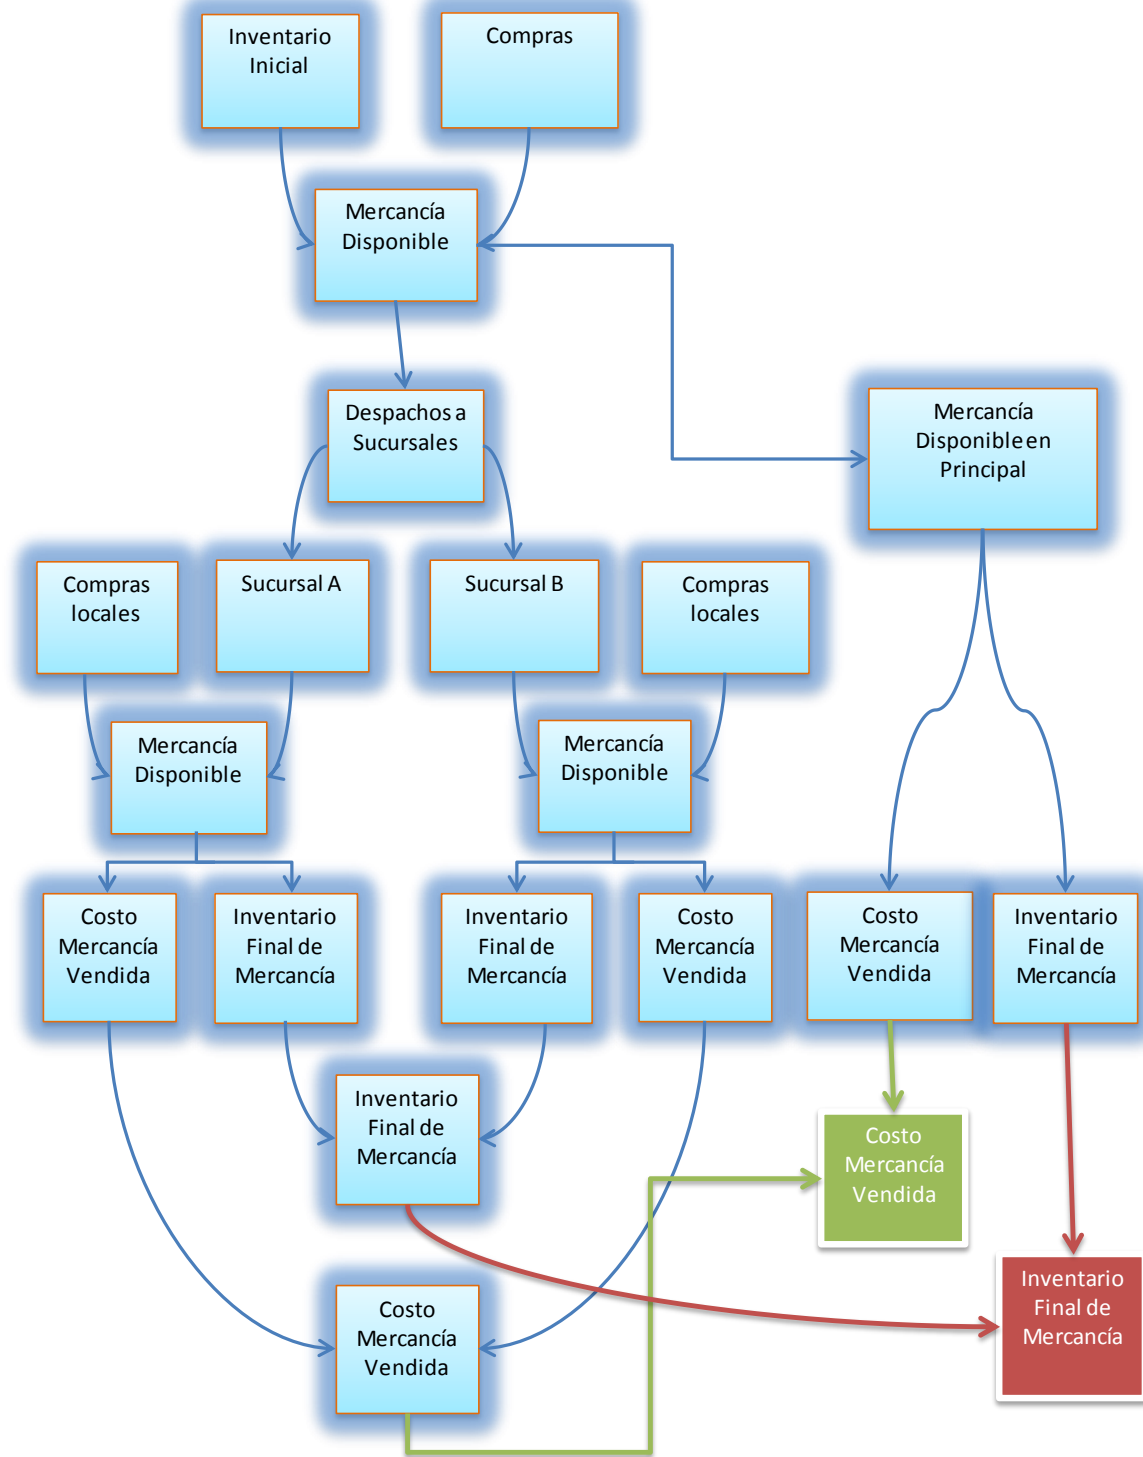 Inventario
Inicial
Compras
Mercancía
Disponible
Despachos a
Sucursales
Mercancía
Disponible en
Principal
Compras
locales
Sucursal A
Sucursal B
Compras
locales
Mercancía
Disponible
Mercancía
Disponible
Costo
Mercancía
Vendida
Inventario
Final de
Mercancía
Inventario
Final de
Mercancía
Costo
Mercancía
Vendida
Costo
Mercancía
Vendida
Inventario
Final de
Mercancía
Inventario
Final de
Mercancía
Costo
Mercancía
Vendida
Inventario
Final de
Mercancía
Costo
Mercancía
Vendida